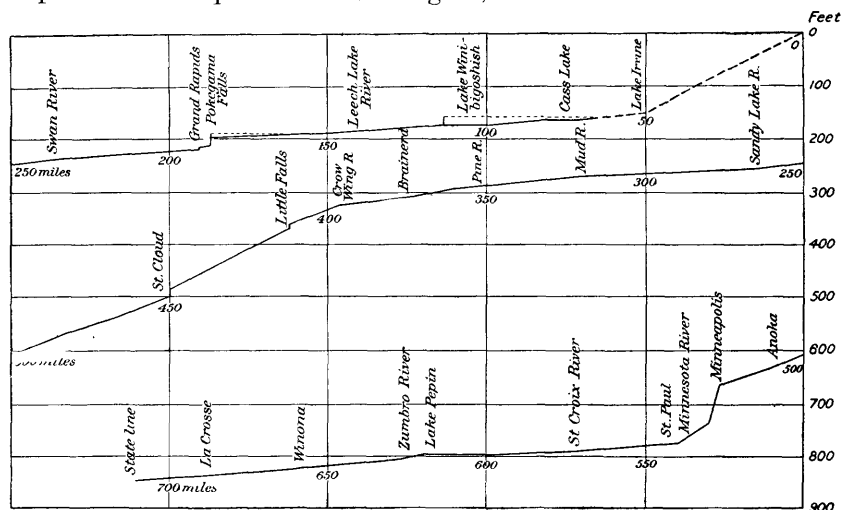 Feet
0
0
Swan River
Grand Rapids
Pokegama
Falls
Leech Lake
River
Lake Wini-
bigoshish
Cass Lake
Lake Irvine
Sandy Lake R.
100
200
250 miles
200
150
100
50
Little Falls
Crow
Wing R
Brainerd
Pine R.
Mud R.
300
400
350
300
250
400
St. Cloud
450
500
600
State line
La Crosse
Winona
Zumbro River
Lake Pepin
St Croix River
St. Paul
Minnesota River
Minneapolis
Anoka
500
700
800
700 miles
650
600
550
900